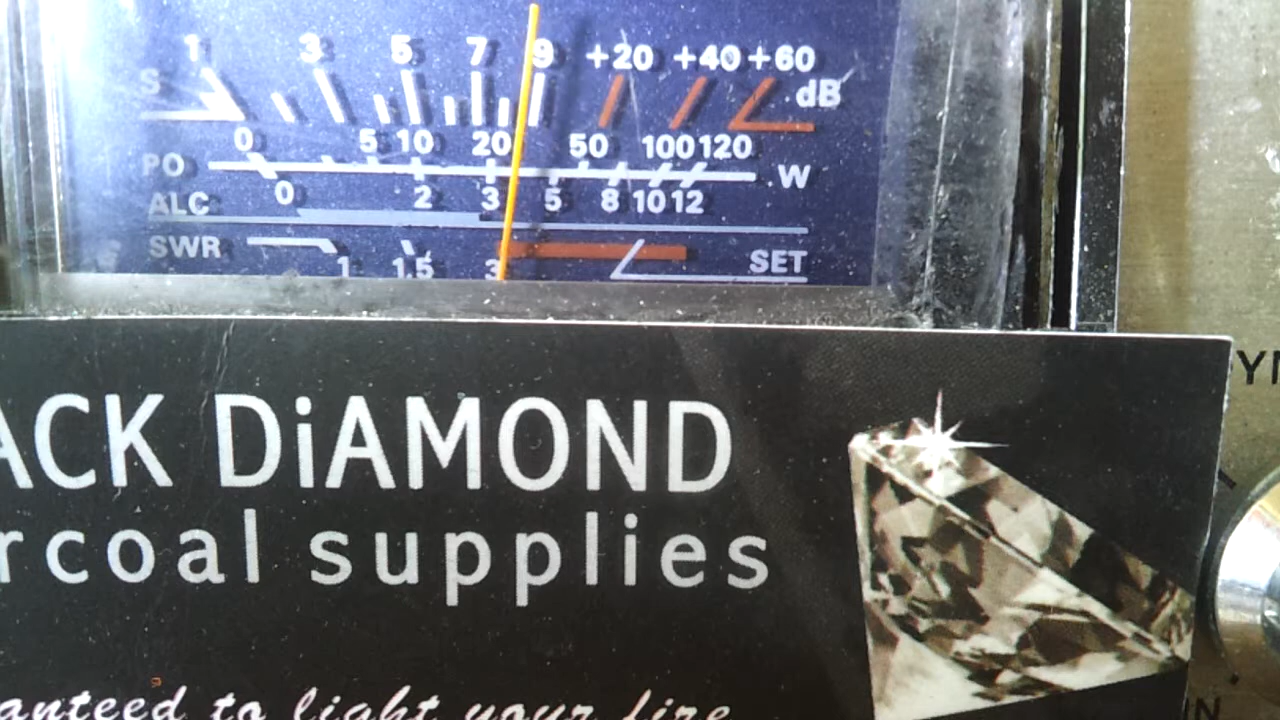 1 3 5 7 9 +20 +40 +60
S dB
0 5 10 20 50 100 120
PO W
0 2 3 5 8 10 12
ALC
SWR SET
1 1.5 3
ACK DiAMOND
rcoal supplies
anteed to light your fire
YN
IN